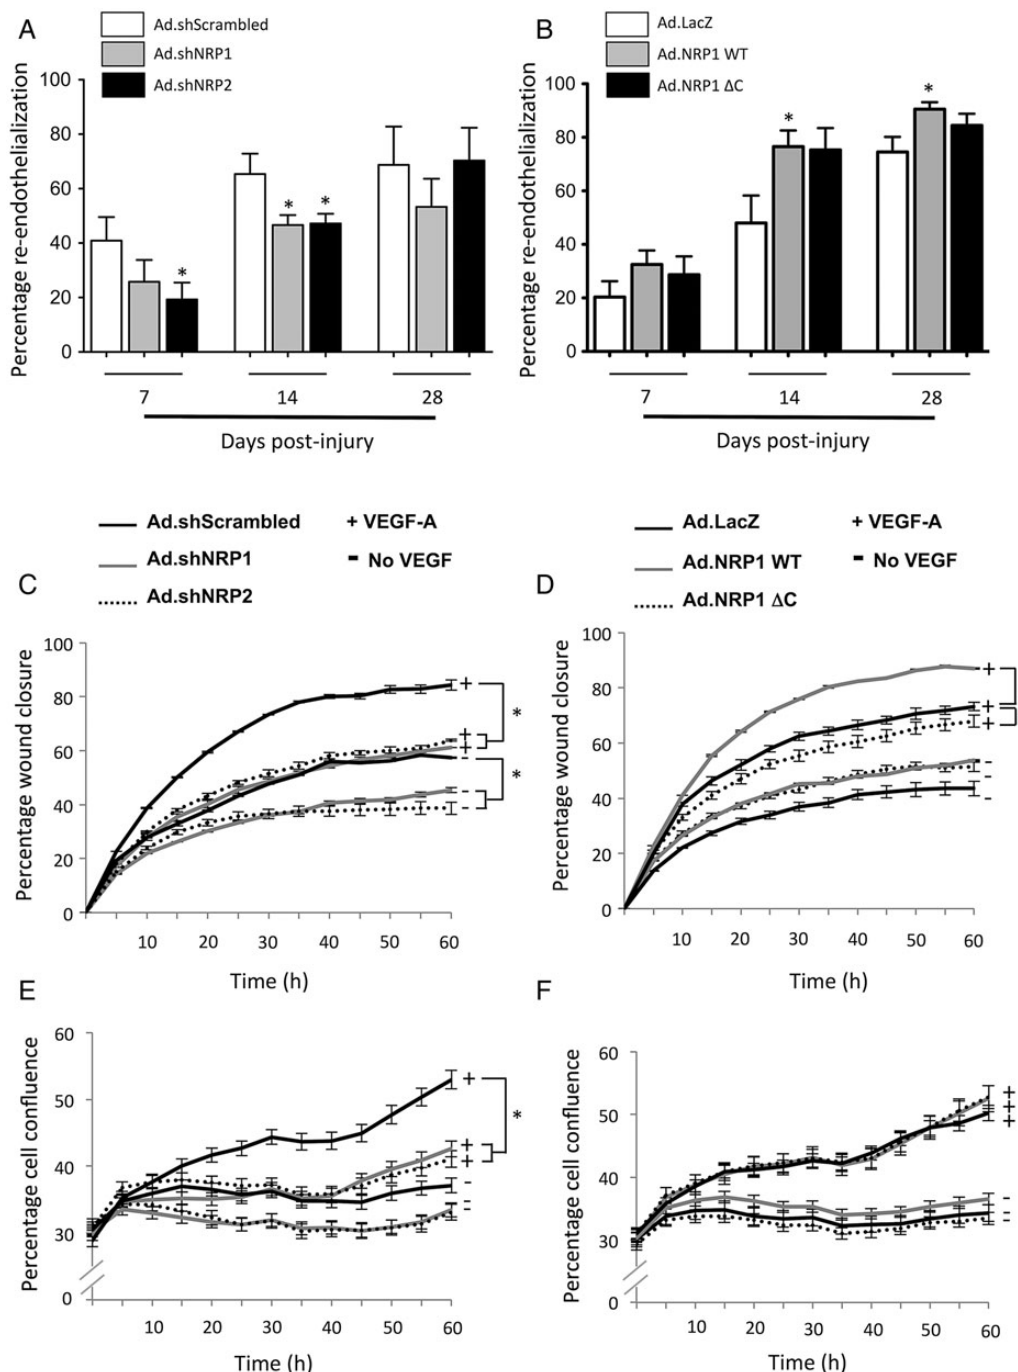 A
Ad.shScrambled
Ad.shNRP1
Ad.shNRP2
Percentage re-endothelialization
100
80
60
40
20
0
*
*
*
7
14
28
Days post-injury
B
Ad.LacZ
Ad.NRP1 WT
Ad.NRP1 ΔC
Percentage re-endothelialization
100
80
60
40
20
0
*
*
7
14
28
Days post-injury
Ad.shScrambled
+ VEGF-A
Ad.shNRP1
- No VEGF
Ad.shNRP2
C
Percentage wound closure
100
80
60
40
20
0
+
+
+
-
-
-
*
*
10
20
30
40
50
60
Time (h)
Ad.LacZ
+ VEGF-A
Ad.NRP1 WT
- No VEGF
Ad.NRP1 ΔC
D
Percentage wound closure
100
80
60
40
20
0
+
+
+
-
-
-
10
20
30
40
50
60
Time (h)
E
Percentage cell confluence
60
50
40
30
0
+
+
+
-
-
-
*
10
20
30
40
50
60
Time (h)
F
Percentage cell confluence
60
50
40
30
0
+
+
+
-
-
-
10
20
30
40
50
60
Time (h)